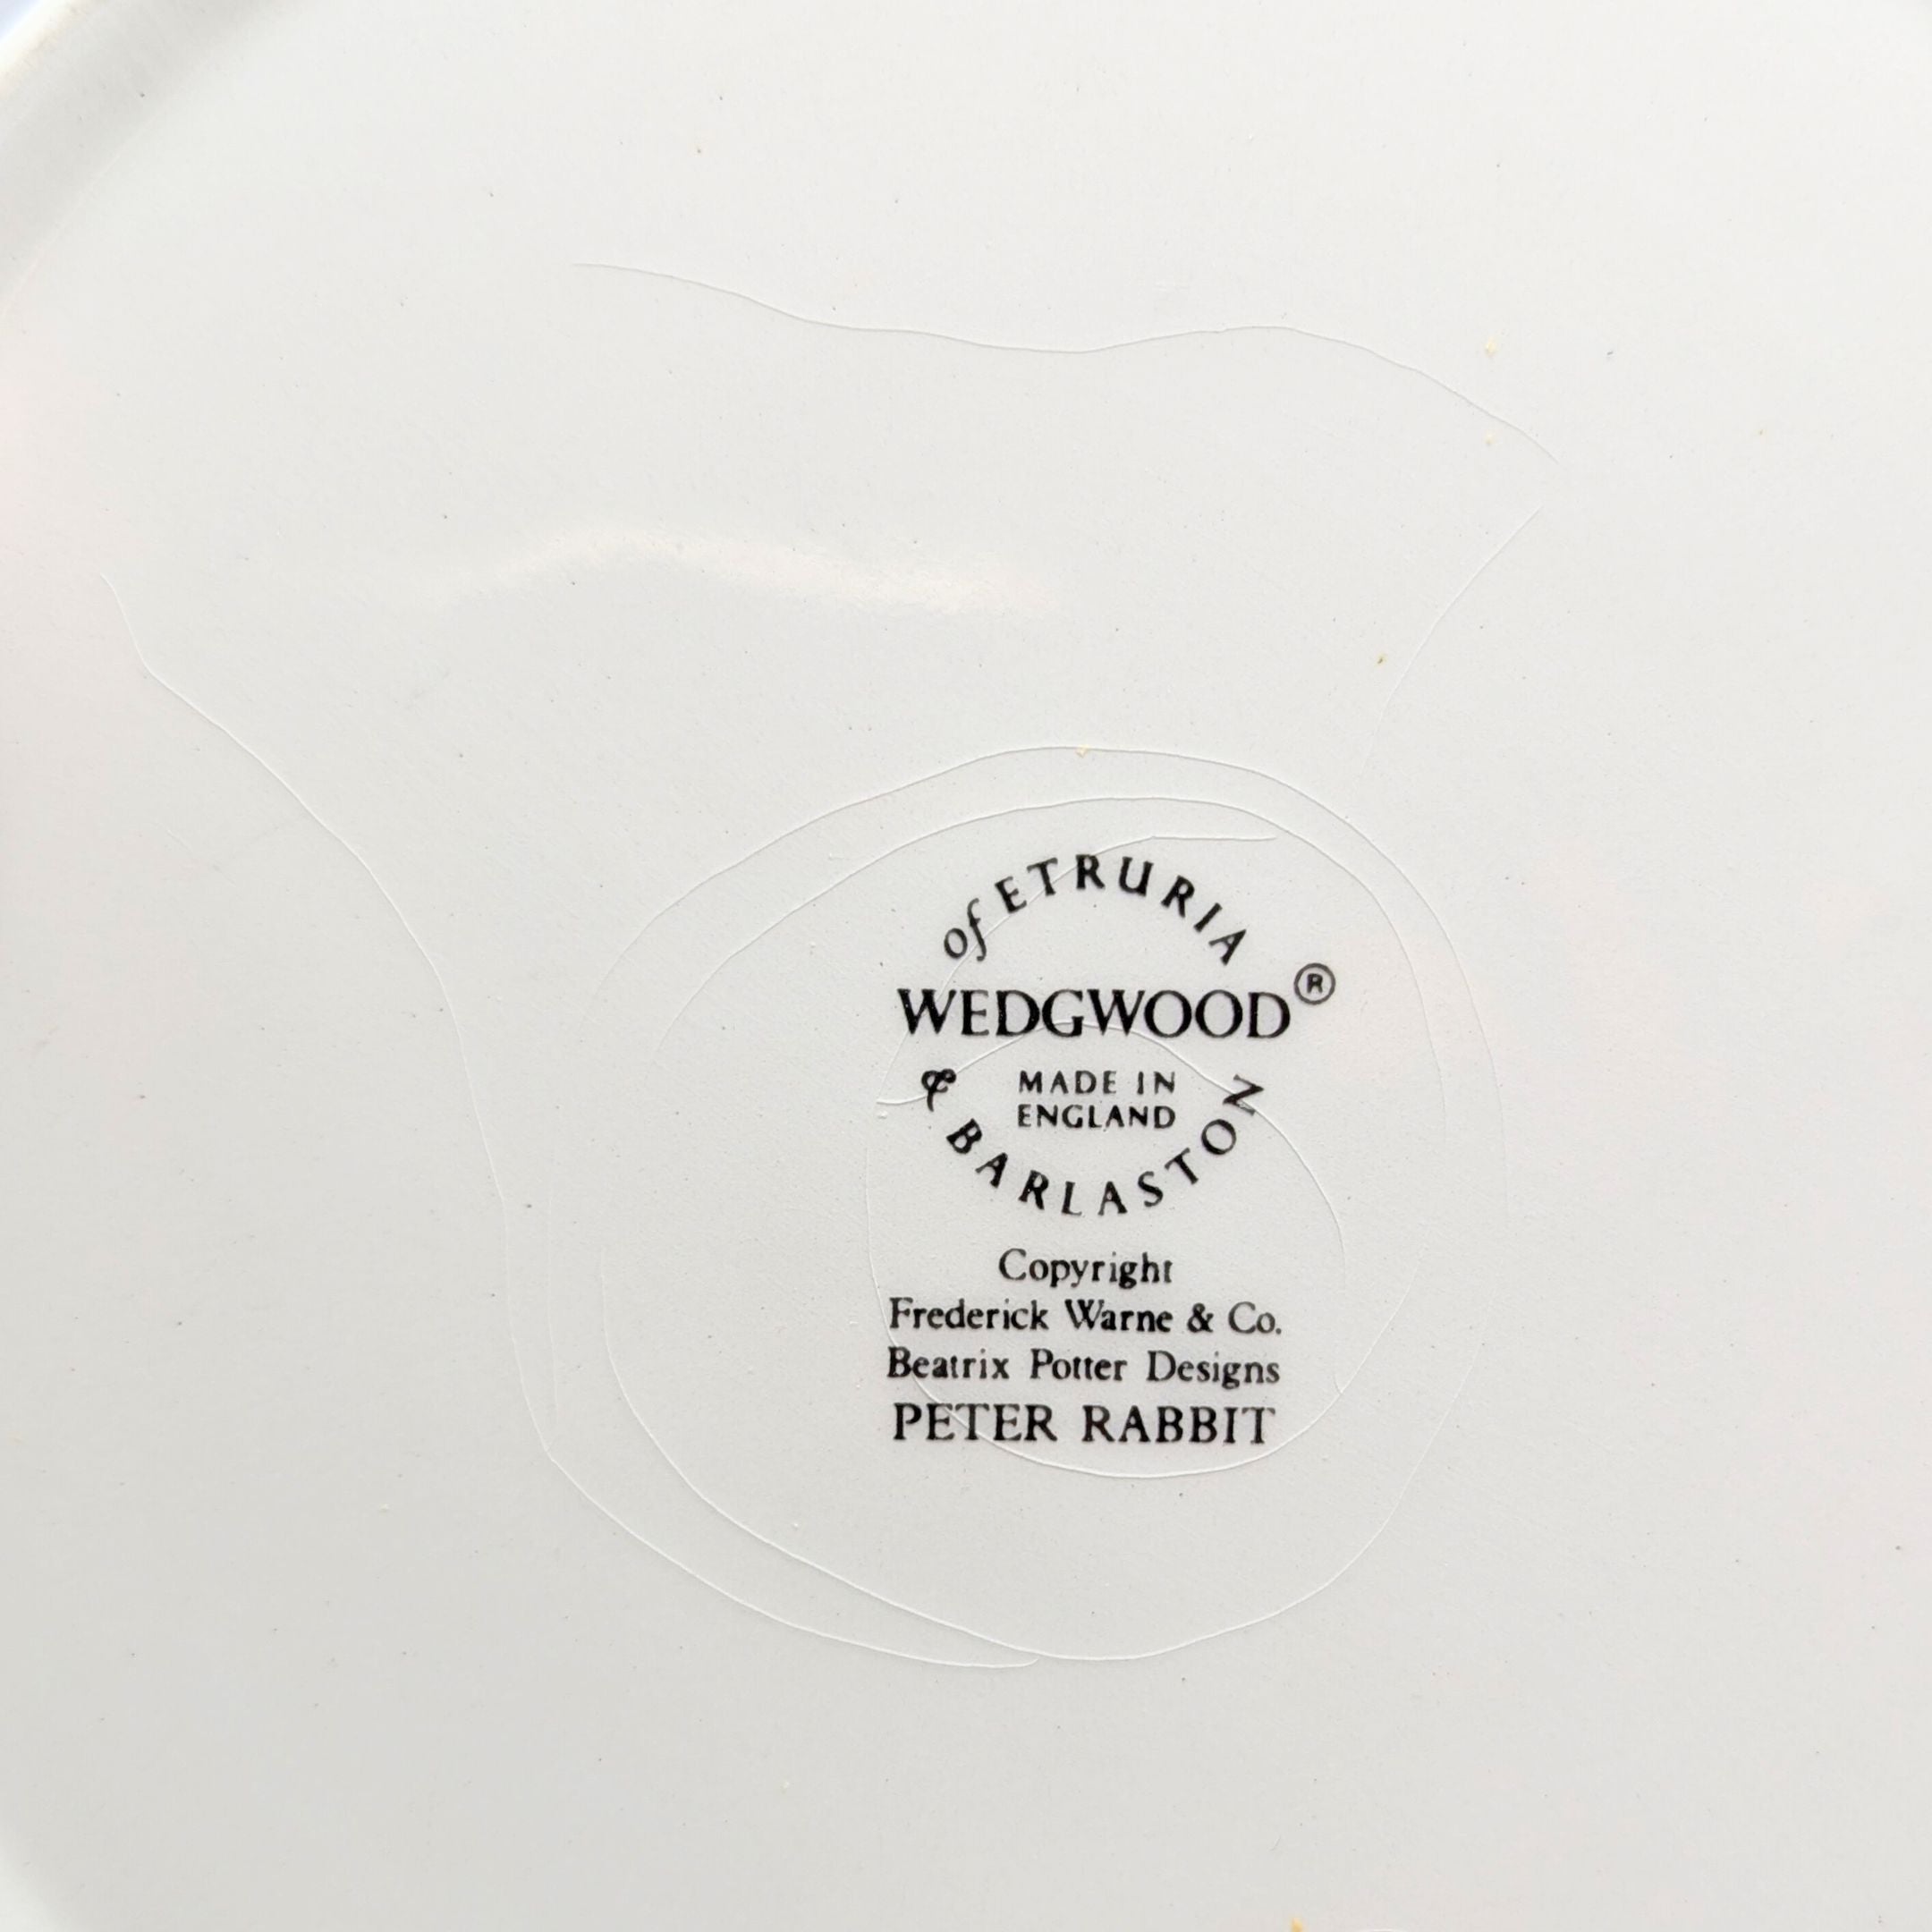 of ETRURIA
WEDGWOOD®
MADE IN
ENGLAND
& BARLASTON
Copyright
Frederick Warne & Co.
Beatrix Potter Designs
PETER RABBIT